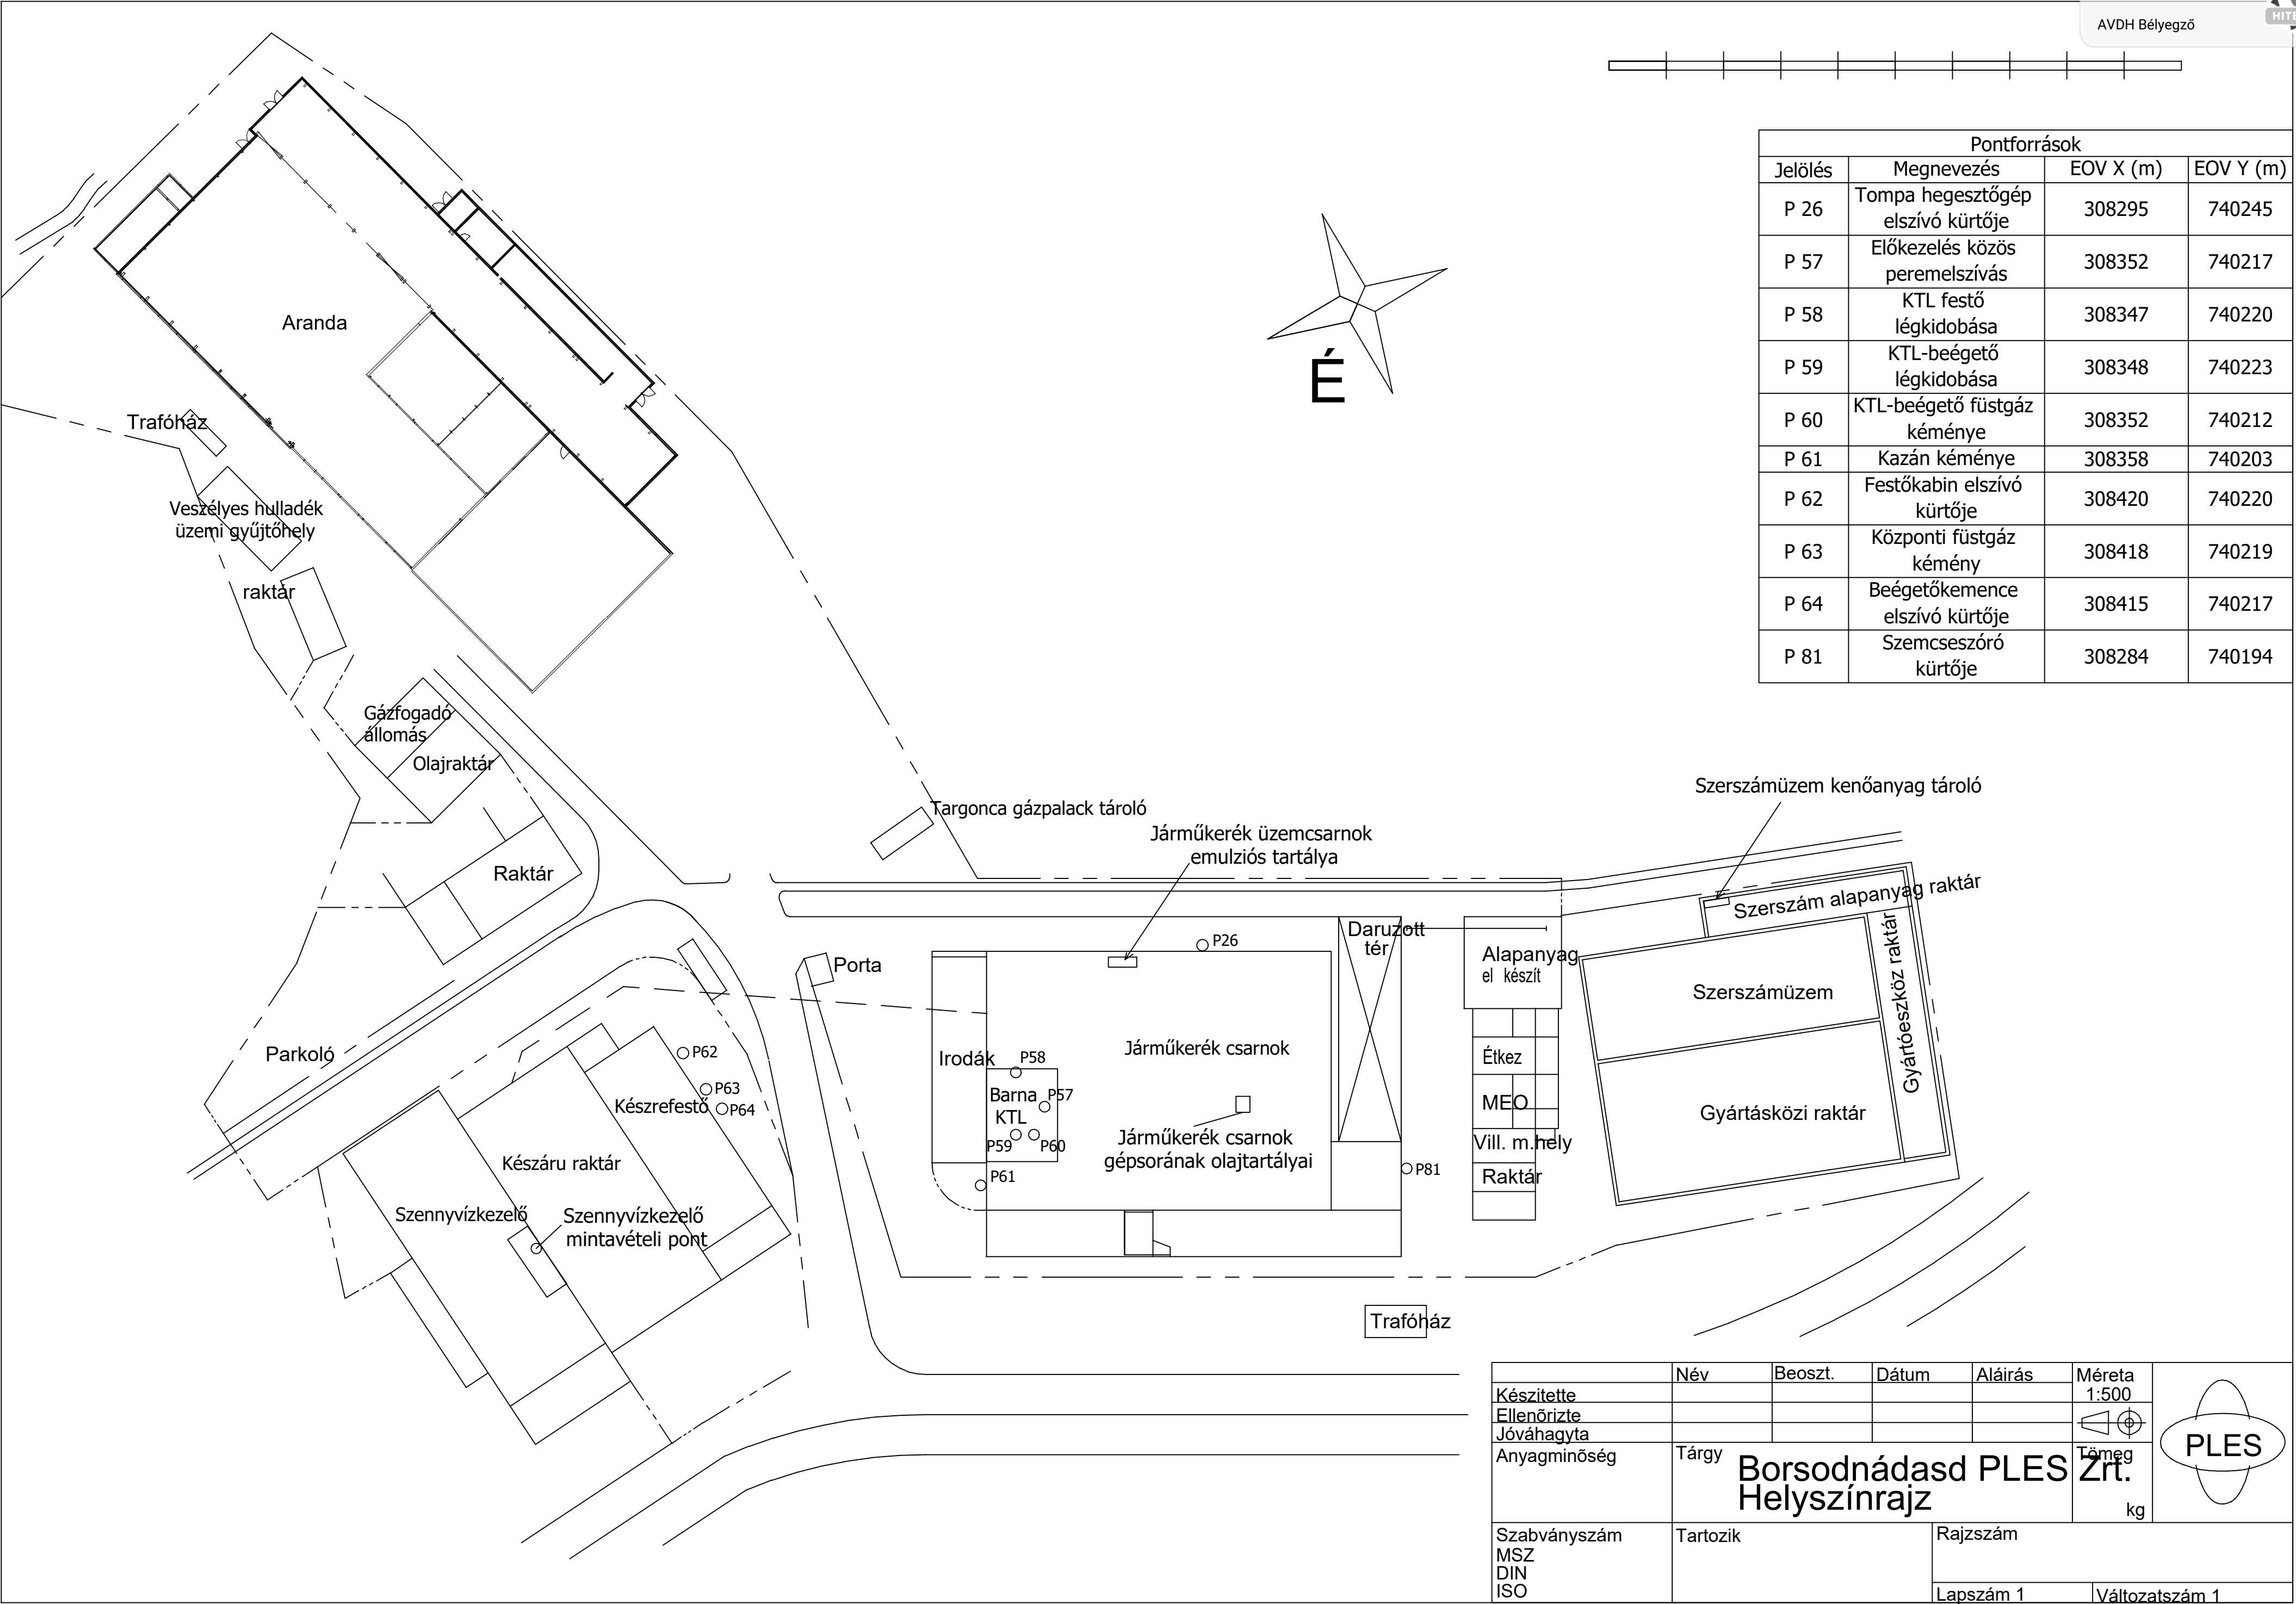 AVDH Bélyegző
HITE
Pontforrások
Jelölés Megnevezés EOV X (m) EOV Y (m)
P 26 Tompa hegesztőgép elszívó kürtője 308295 740245
P 57 Előkezelés közös peremelszívás 308352 740217
P 58 KTL festő légkidobása 308347 740220
P 59 KTL-beégető légkidobása 308348 740223
P 60 KTL-beégető füstgáz kéménye 308352 740212
P 61 Kazán kéménye 308358 740203
P 62 Festőkabin elszívó kürtője 308420 740220
P 63 Központi füstgáz kémény 308418 740219
P 64 Beégetőkemence elszívó kürtője 308415 740217
P 81 Szemcseszóró kürtője 308284 740194
É
Aranda
Trafóház
Veszélyes hulladék
üzemi gyűjtőhely
raktár
Gázfogadó
állomás
Olajraktár
Raktár
Targonca gázpalack tároló
Járműkerék üzemcsarnok
emulziós tartálya
Szerszámüzem kenőanyag tároló
Szerszám alapanyag raktár
Daruzott
tér
P26
Porta
Alapanyag
el készít
Szerszámüzem
Gyártóeszköz raktár
Parkoló
P62
P63
P64
Készrefestő
Irodák
P58
Járműkerék csarnok
Barna
KTL
P57
P59
P60
P61
Járműkerék csarnok
gépsorának olajtartályai
P81
Étkez
MEO
Vill. m.hely
Raktár
Gyártásközi raktár
Készáru raktár
Szennyvízkezelő
Szennyvízkezelő
mintavételi pont
Trafóház
Név Beoszt. Dátum Aláirás Méreta
1:500
Készitette
Ellenõrizte
Jóváhagyta
Anyagminõség
Tárgy
Tömeg
Borsodnádasd PLES Zrt.
Helyszínrajz
kg
PLES
Szabványszám
MSZ
DIN
ISO
Tartozik
Rajzszám
Lapszám 1
Változatszám 1